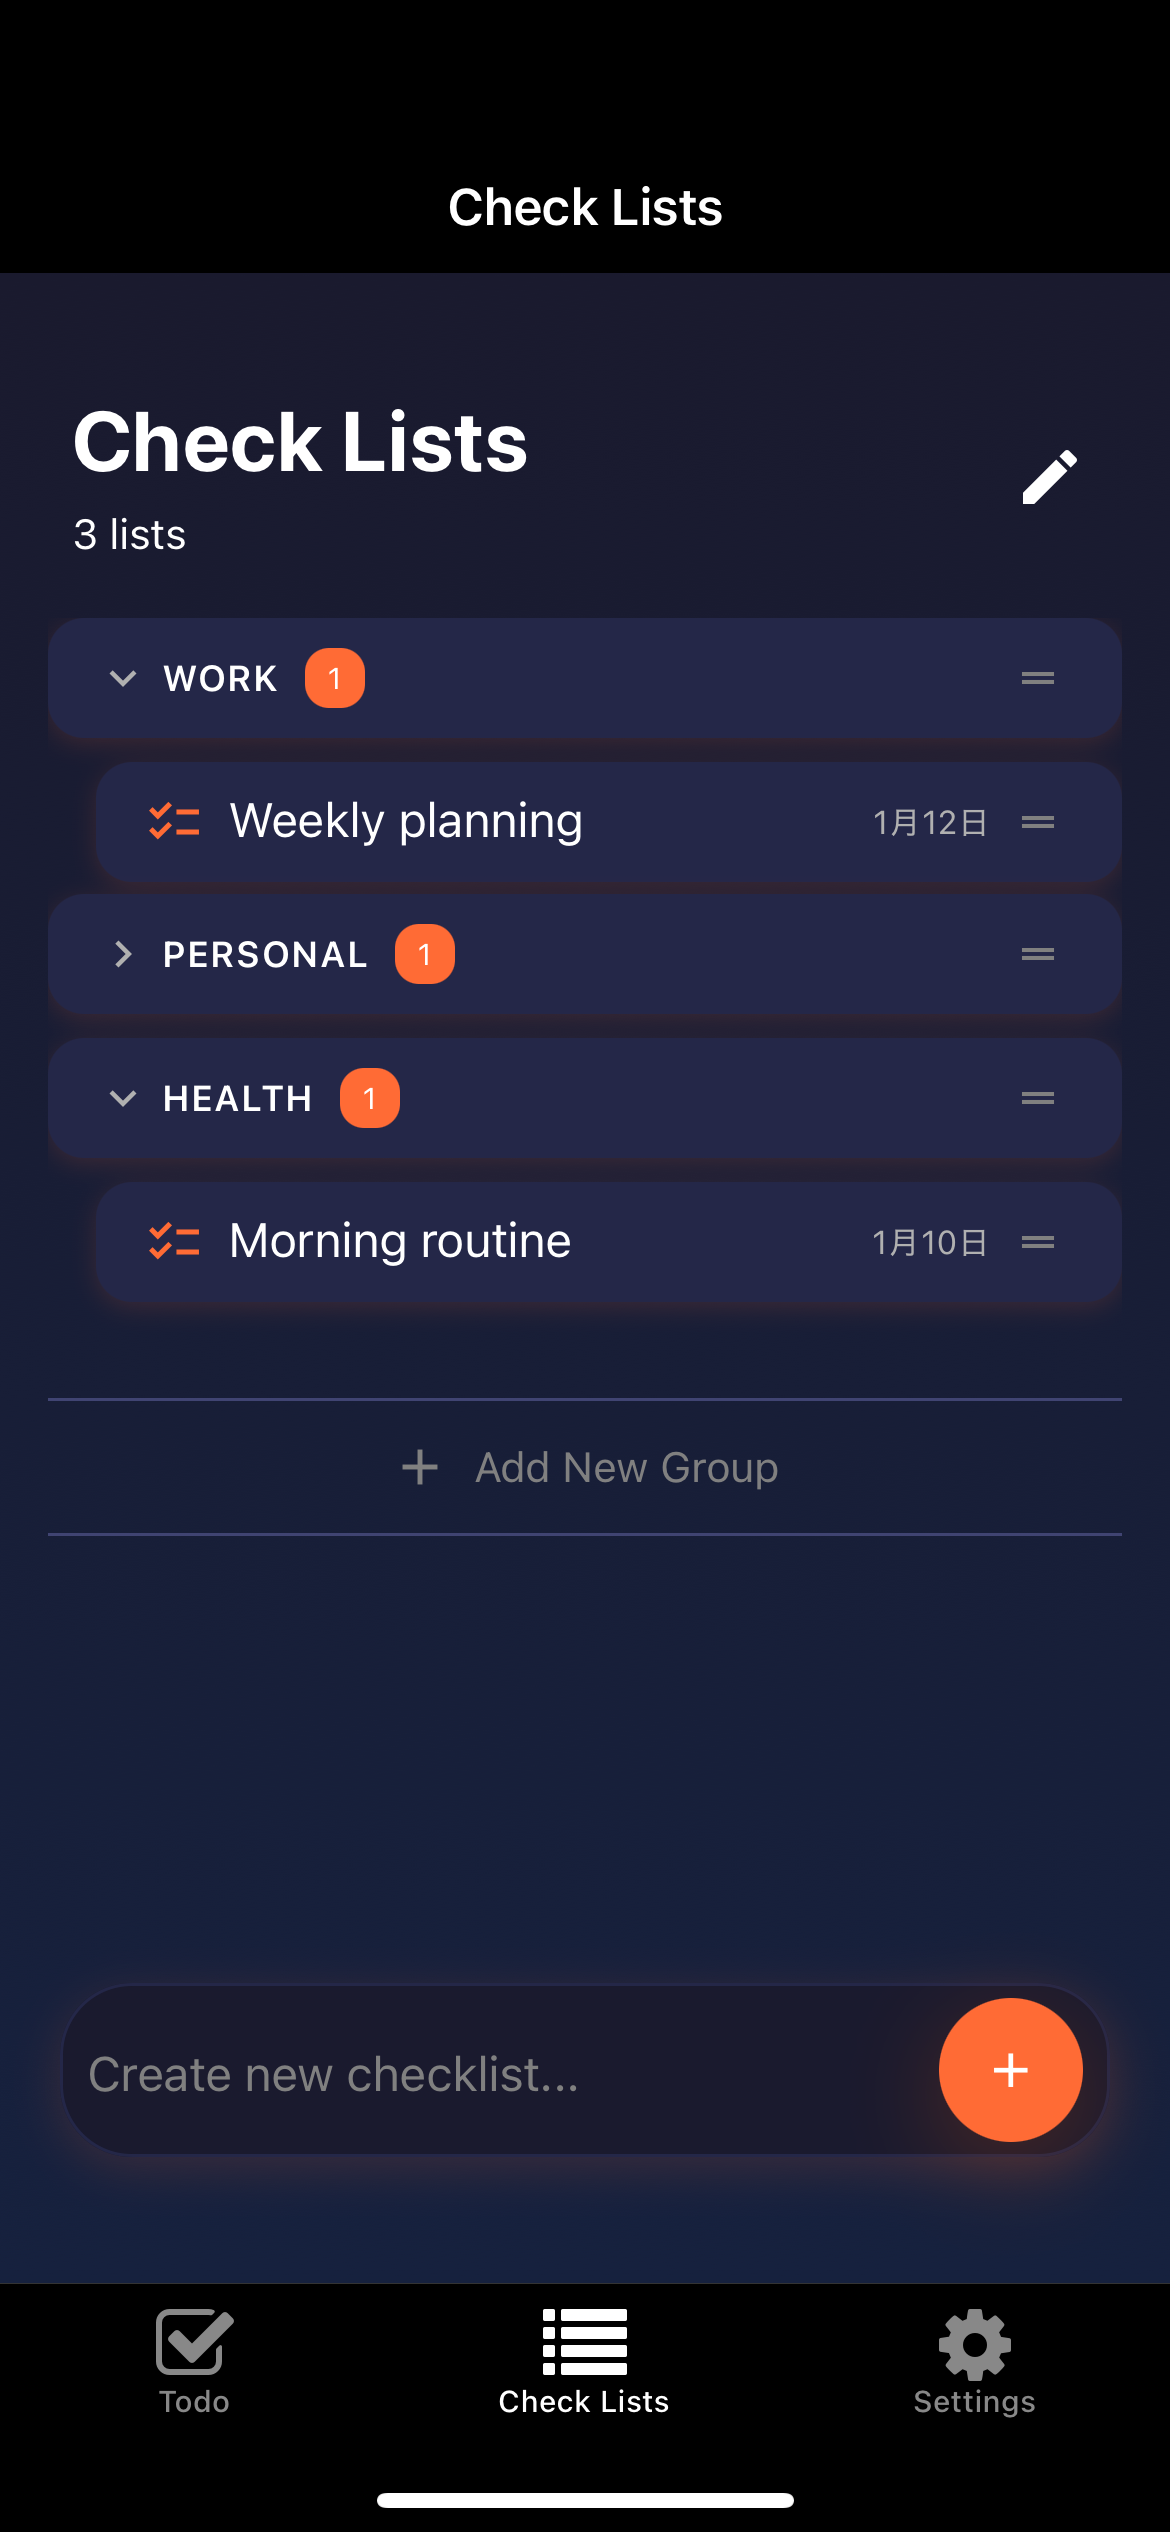 Check Lists
Check Lists
3 lists
WORK 1
Weekly planning 1月12日
PERSONAL 1
HEALTH 1
Morning routine 1月10日
Add New Group
Create new checklist...
Todo Check Lists Settings